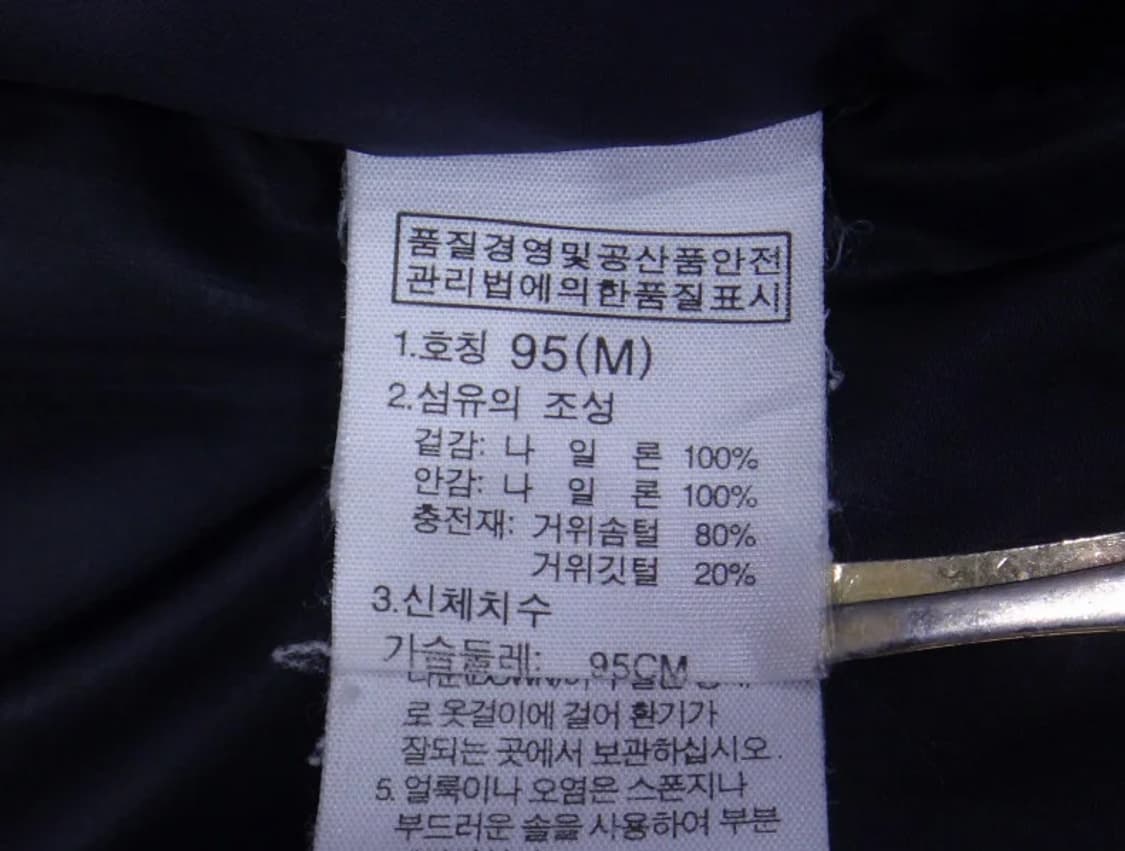 품질경영및공산품안전
관리법에의한품질표시
1.호칭 95(M)
2.섬유의 조성
겉감: 나 일 론 100%
안감: 나 일 론 100%
충전재: 거위솜털 80%
거위깃털 20%
3.신체치수
가슴둘레: 95CM
로 옷걸이에 걸어 환기가
잘되는 곳에서 보관하십시오.
5. 얼룩이나 오염은 스폰지나
부드러운 솔을 사용하여 부분